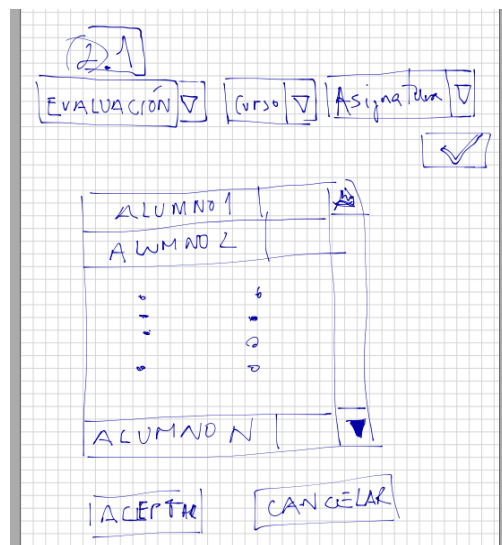 2.1
EVALUACIÓN Curso Asignatura
ALUMNO 1
ALUMNO 2
ALUMNO N
ACEPTAR CANCELAR